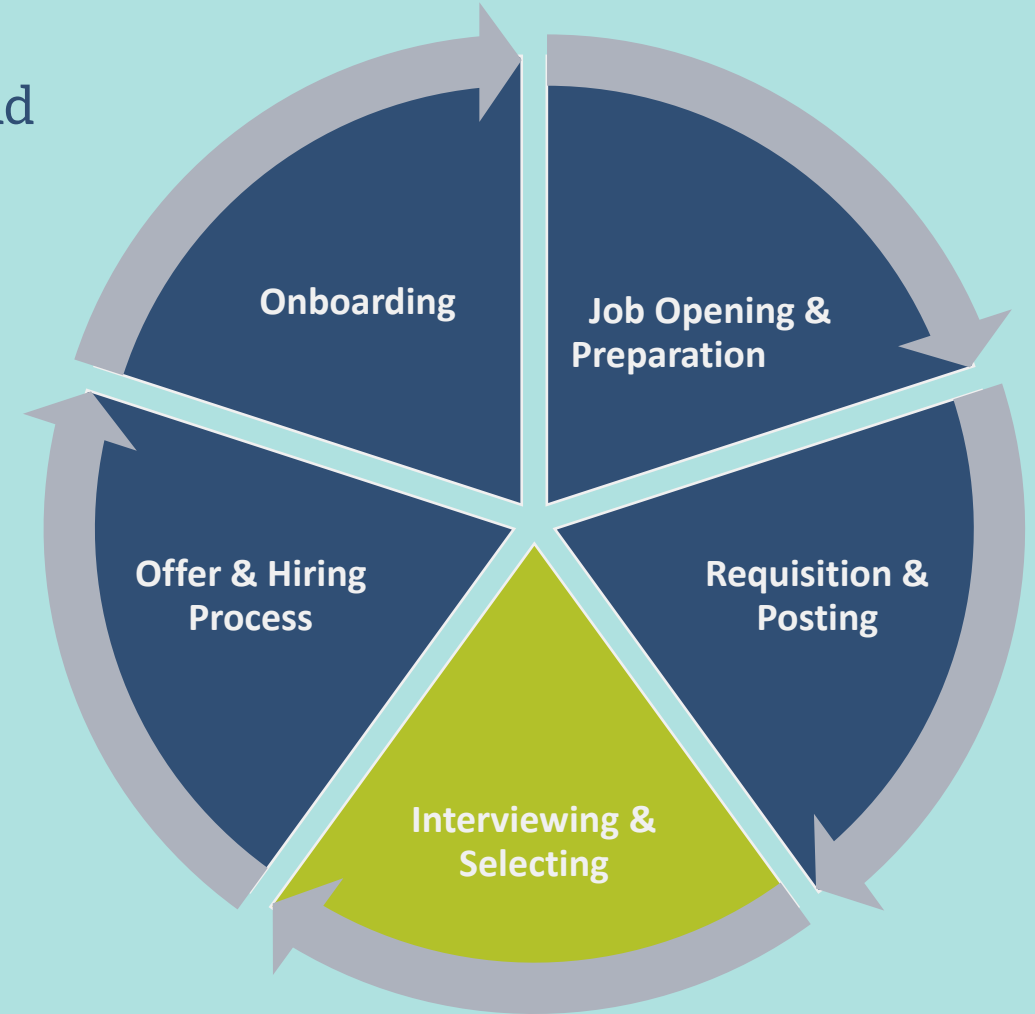 Onboarding
Job Opening &
Preparation
Offer & Hiring
Process
Requisition &
Posting
Interviewing &
Selecting